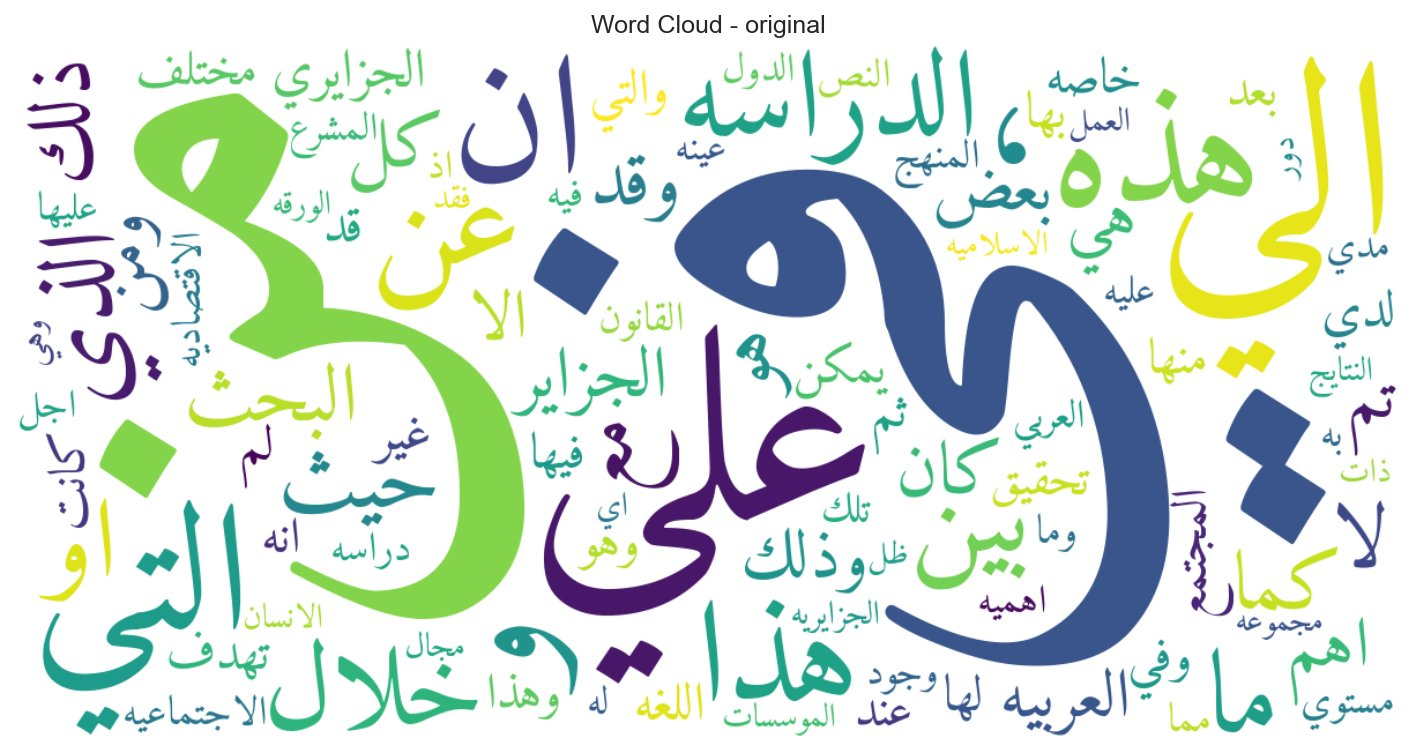 Word Cloud - original
ذلك
مختلف
الجزايري
ان
والتي
الدول
النص
الدراسه
،
خاصه
بها
العمل
هذه
بعد
الي
دور
المشرع
كل
اذ
عينه
المنهج
بعض
وقد
فيه
فقد
الورقه
قد
عن
من
في
عليها
ومن
الذي
الاقتصاديه
وهي
الاسلاميه
هي
عليه
مدي
لدي
الا
القانون
هو
يمكن
منها
النتايج
البحث
الجزاير
علي
ثم
العربي
تم
به
اجل
لم
غير
فيها
مع
كان
تحقيق
ذات
كانت
حيث
اي
تلك
بين
وما
المجتمع
لا
او
انه
دراسه
وهو
وذلك
ظل
كما
التي
الانسان
اهميه
الجزايريه
مجموعه
تهدف
مجال
و
هذا
وفي
اهم
الاجتماعيه
خلال
وهذا
له
اللغه
الموسسات
عند
وجود
لها
العربيه
مما
ما
مستوي